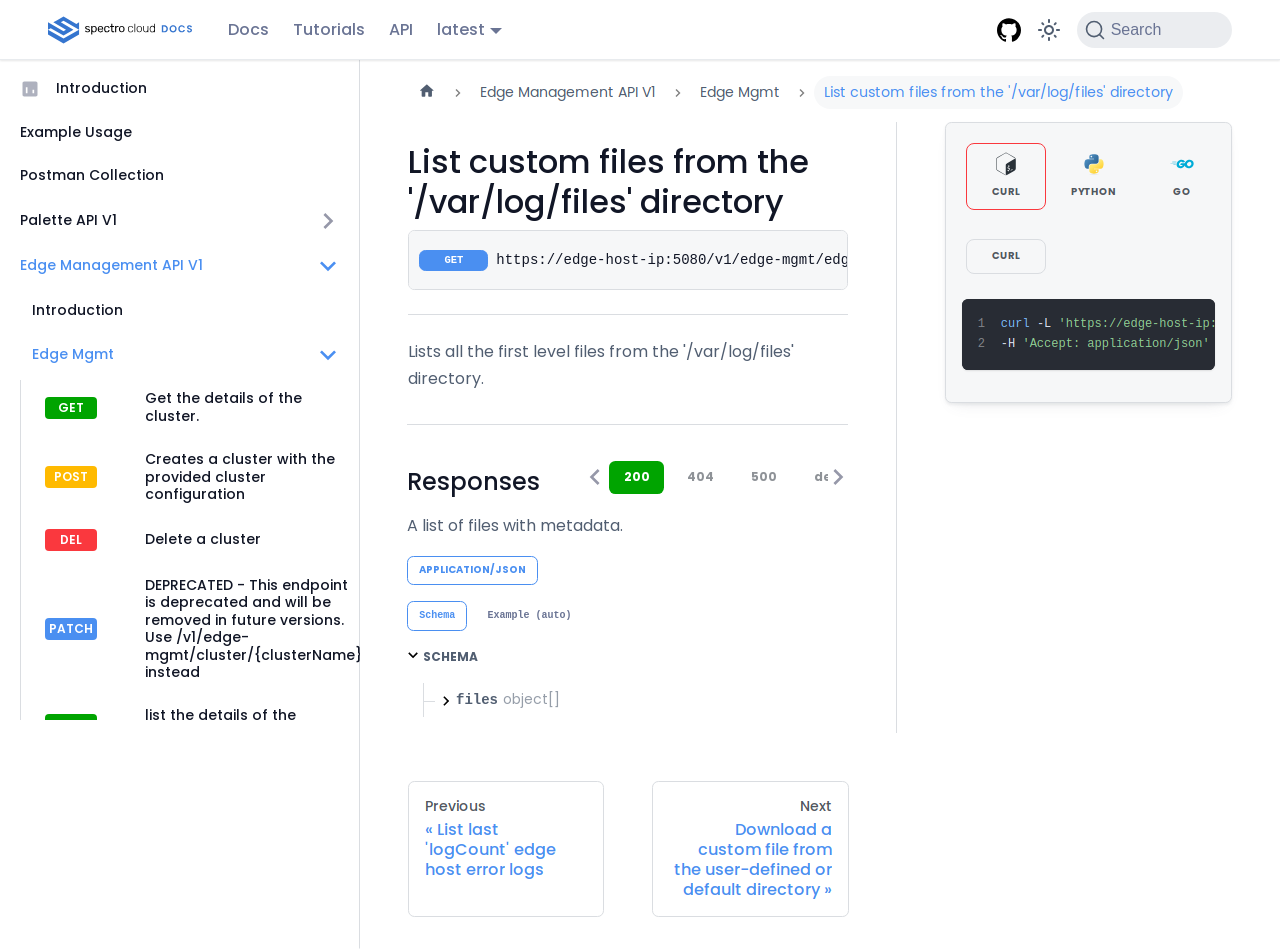 spectro cloud DOCS
Docs
Tutorials
API
latest
Search
Introduction
Example Usage
Postman Collection
Palette API V1
Edge Management API V1
Introduction
Edge Mgmt
GET
Get the details of the
cluster.
POST
Creates a cluster with the
provided cluster
configuration
DEL
Delete a cluster
PATCH
DEPRECATED - This endpoint
is deprecated and will be
removed in future versions.
Use /v1/edge-
mgmt/cluster/{clusterName}
instead
list the details of the
Edge Management API V1
Edge Mgmt
List custom files from the '/var/log/files' directory
List custom files from the
'/var/log/files' directory
GET
https://edge-host-ip:5080/v1/edge-mgmt/edg
Lists all the first level files from the '/var/log/files'
directory.
Responses
200
404
500
de
A list of files with metadata.
APPLICATION/JSON
Schema
Example (auto)
SCHEMA
files object[]
Previous
« List last
'logCount' edge
host error logs
Next
Download a
custom file from
the user-defined or
default directory »
CURL
PYTHON
GO
CURL
1 curl -L 'https://edge-host-ip:
2 -H 'Accept: application/json'